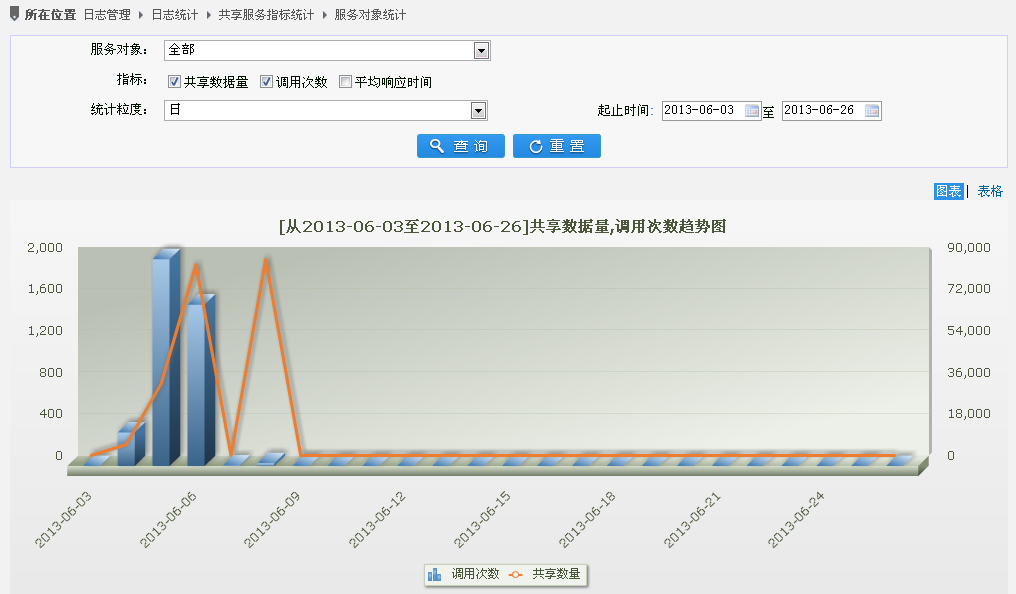 所在位置 日志管理 日志统计 共享服务指标统计 服务对象统计
服务对象: 全部
指标: 共享数据量 调用次数 平均响应时间
统计粒度: 日 起止时间: 2013-06-03 至 2013-06-26
查 询 重 置
图表 | 表格
[从2013-06-03至2013-06-26]共享数据量,调用次数趋势图
2,000 90,000
1,600 72,000
1,200 54,000
800 36,000
400 18,000
0 0
2013-06-03 2013-06-06 2013-06-09 2013-06-12 2013-06-15 2013-06-18 2013-06-21 2013-06-24
调用次数 共享数量